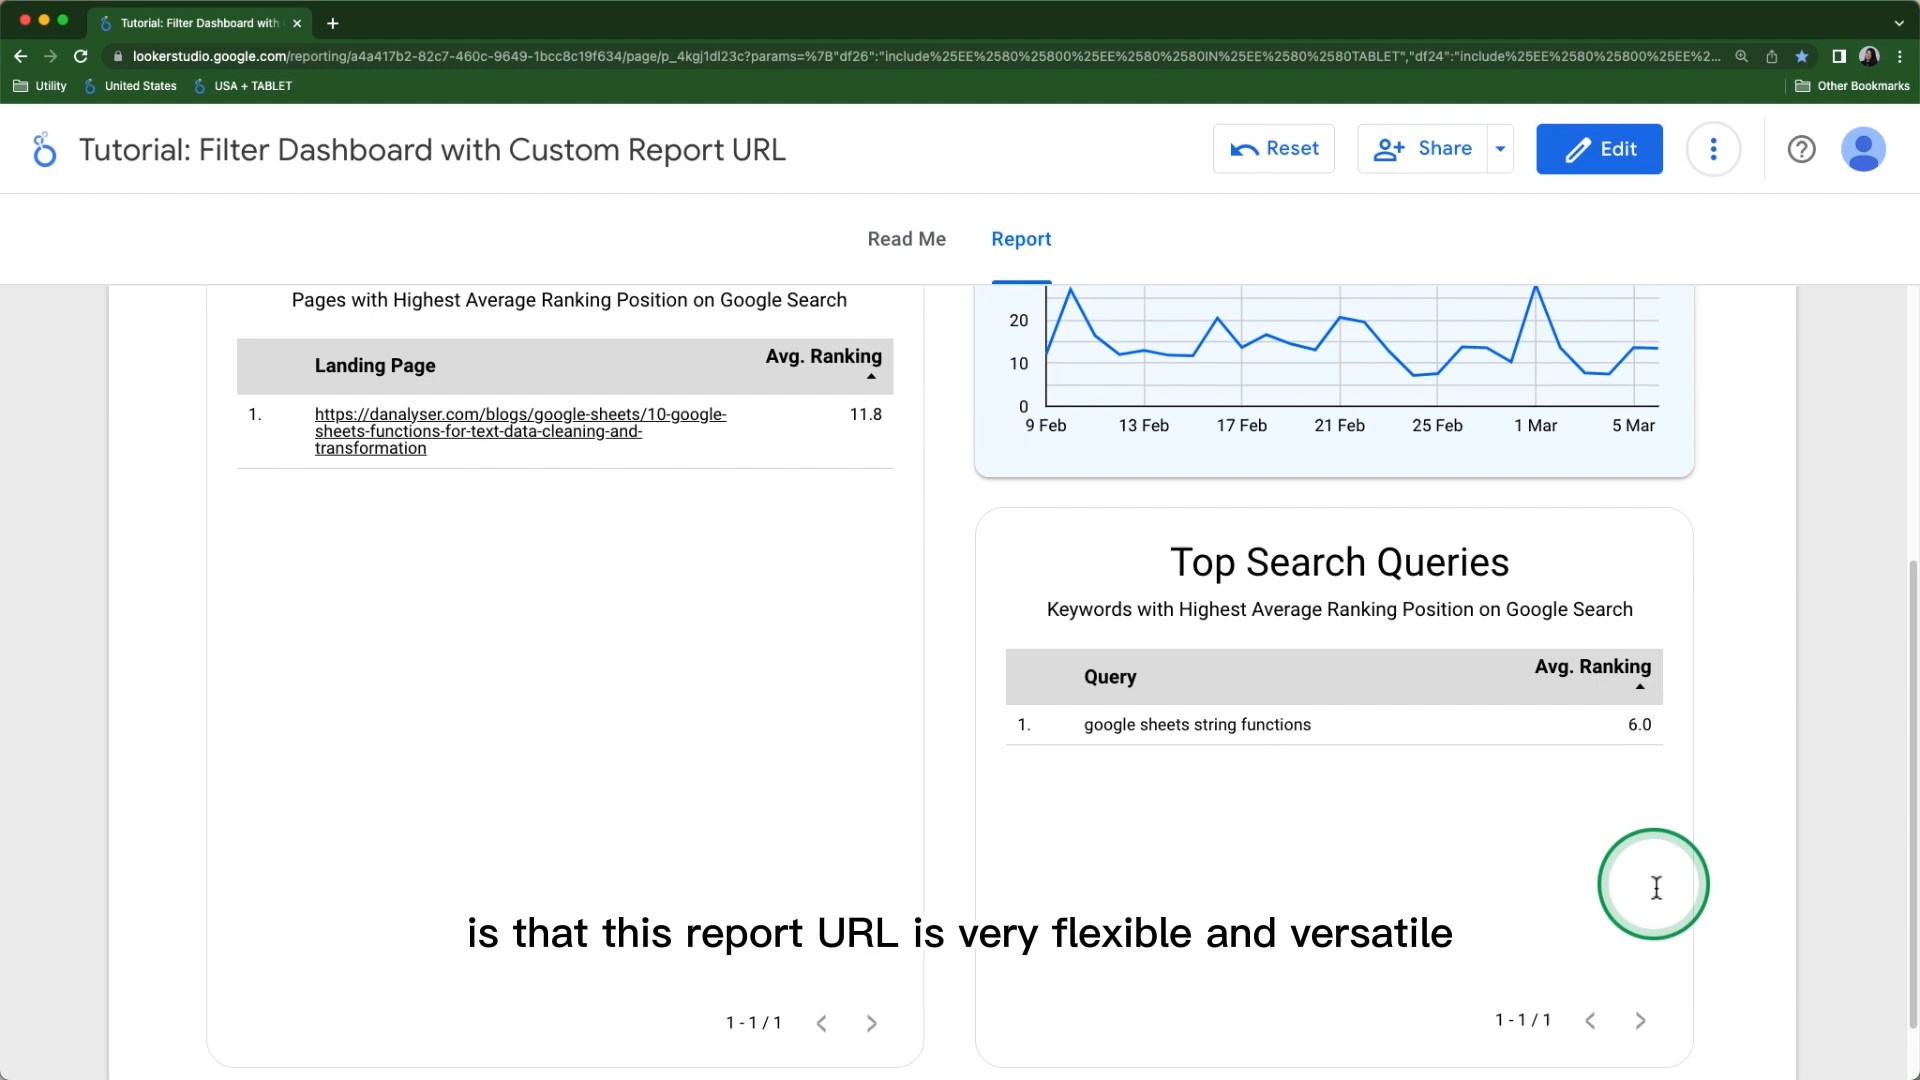 Tutorial: Filter Dashboard with
lookerstudio.google.com/reporting/a4a417b2-82c7-460c-9649-1bcc8c19f634/page/p_4kgj1dl23c?params=%7B"df26":"include%25EE%2580%25800%25EE%2580%2580IN%25EE%2580%2580TABLET","df24":"include%25EE%2580%25800%25EE%2...
Utility
United States
USA + TABLET
Other Bookmarks
Tutorial: Filter Dashboard with Custom Report URL
Reset
Share
Edit
Read Me
Report
Pages with Highest Average Ranking Position on Google Search
Landing Page
Avg. Ranking
1.
https://danalyser.com/blogs/google-sheets/10-google-
sheets-functions-for-text-data-cleaning-and-
transformation
11.8
1 - 1 / 1
20
10
0
9 Feb
13 Feb
17 Feb
21 Feb
25 Feb
1 Mar
5 Mar
Top Search Queries
Keywords with Highest Average Ranking Position on Google Search
Query
Avg. Ranking
1.
google sheets string functions
6.0
1 - 1 / 1
is that this report URL is very flexible and versatile